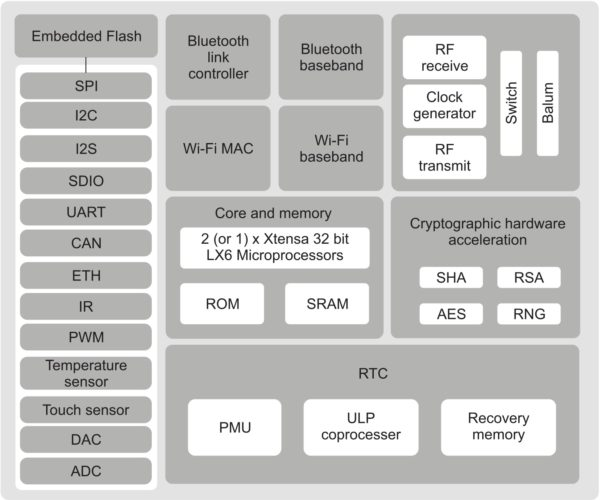 Embedded Flash
SPI
I2C
I2S
SDIO
UART
CAN
ETH
IR
PWM
Temperature
sensor
Touch sensor
DAC
ADC
Bluetooth
link
controller
Bluetooth
baseband
Wi-Fi MAC
Wi-Fi
baseband
RF
receive
Clock
generator
RF
transmit
Switch
Balum
Core and memory
2 (or 1) x Xtensa 32 bit
LX6 Microprocessors
ROM
SRAM
Cryptographic hardware
acceleration
SHA
RSA
AES
RNG
RTC
PMU
ULP
coprocesser
Recovery
memory